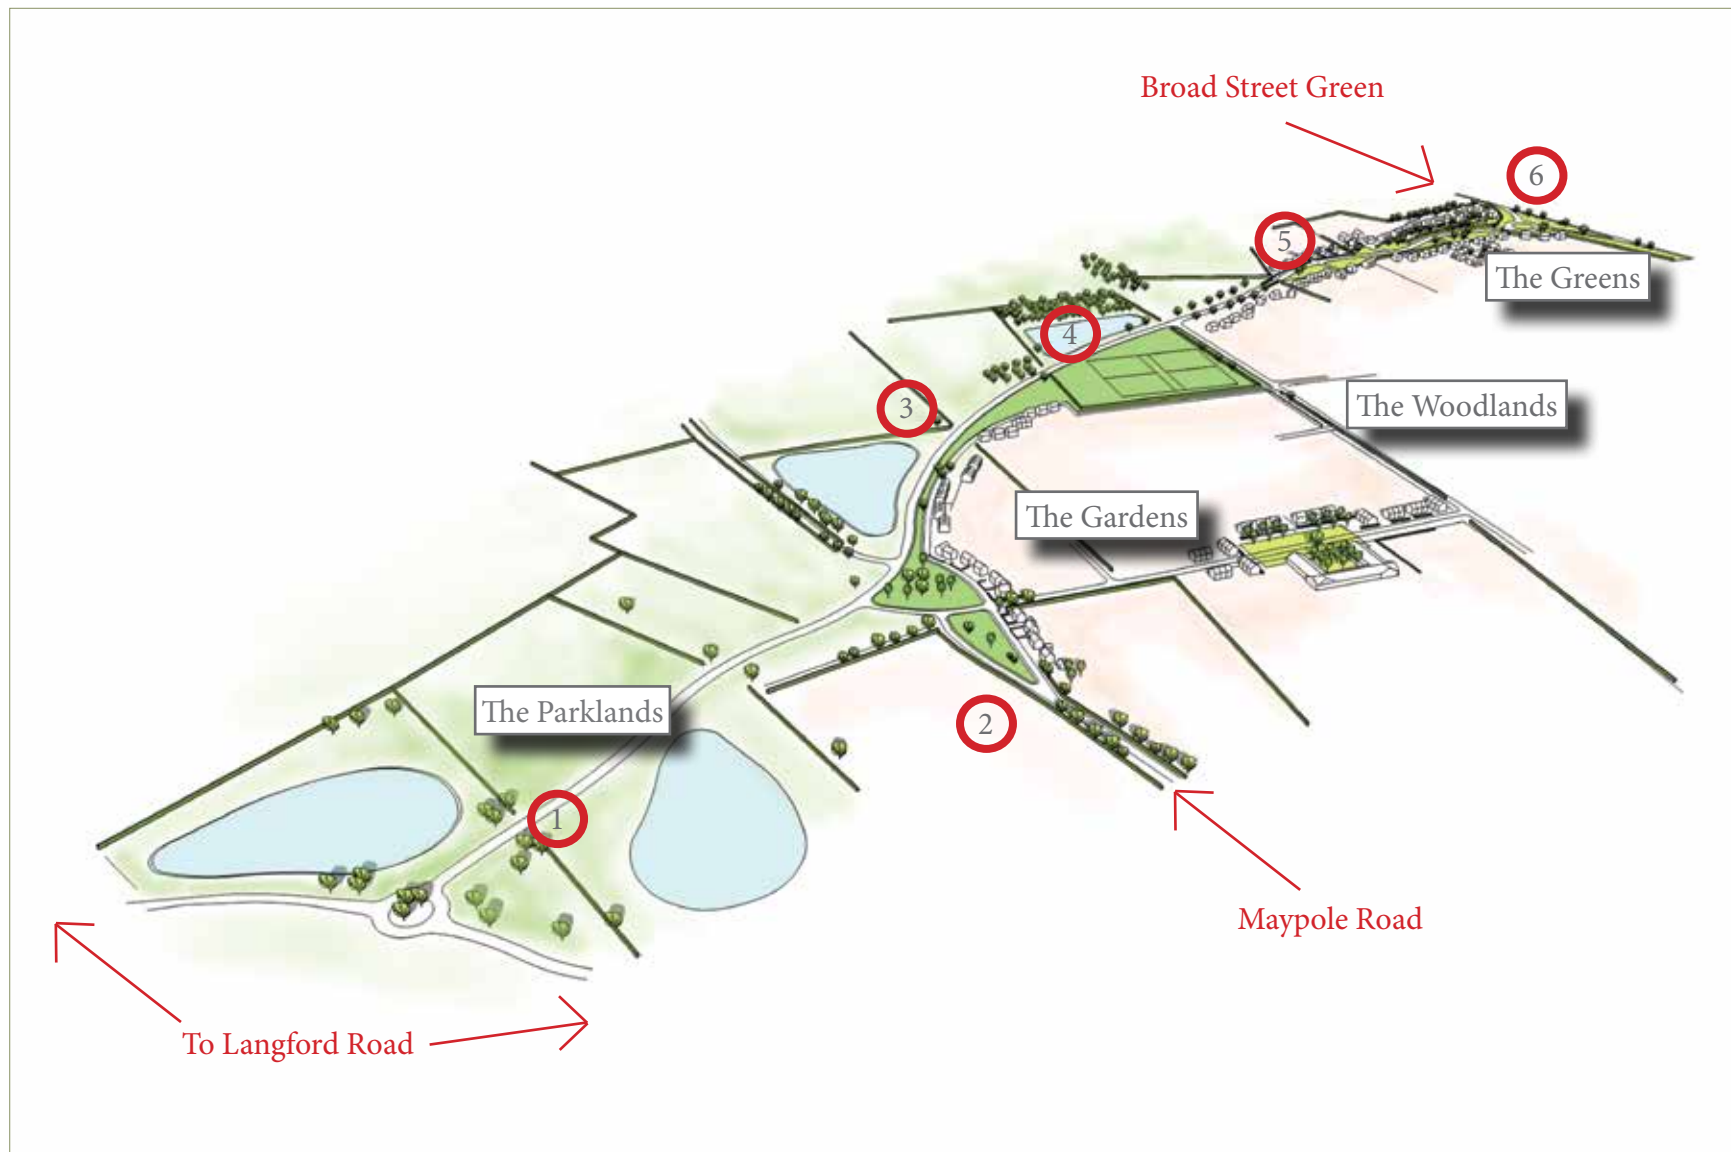 Broad Street Green
6
5
The Greens
4
3
The Woodlands
The Gardens
The Parklands
2
1
Maypole Road
To Langford Road